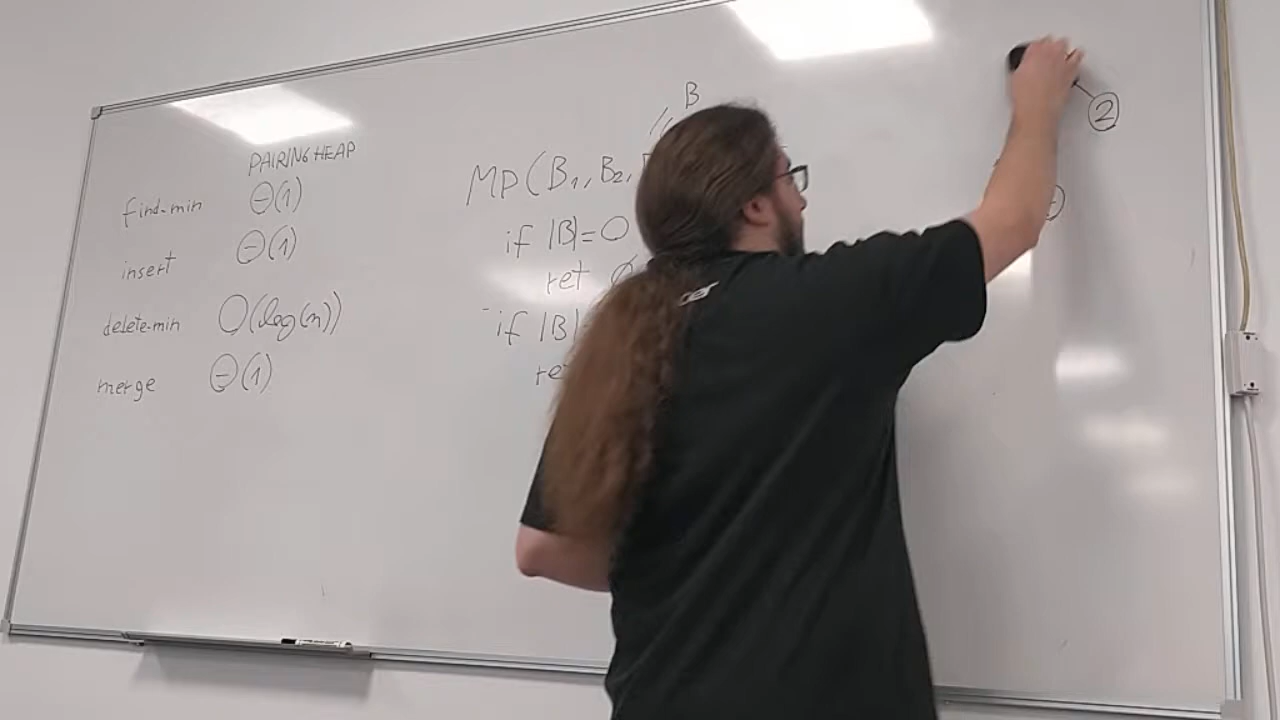 PAIRING HEAP
find-min Θ(1)
insert Θ(1)
delete-min O(log(n))
merge Θ(1)
B
MP(B₁, B₂,
if |B|=0
ret ∅
if |B|
ret
2